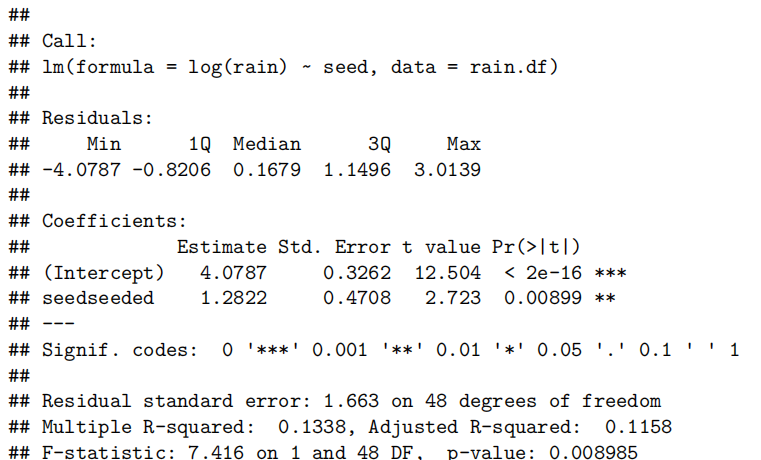 ##
## Call:
## lm(formula = log(rain) ~ seed, data = rain.df)
##
## Residuals:
##     Min      1Q  Median      3Q     Max
## -4.0787 -0.8206  0.1679  1.1496  3.0139
##
## Coefficients:
##             Estimate Std. Error t value Pr(>|t|)
## (Intercept)   4.0787     0.3262  12.504  < 2e-16 ***
## seedseeded    1.2822     0.4708   2.723  0.00899 **
## ---
## Signif. codes:  0 '***' 0.001 '**' 0.01 '*' 0.05 '.' 0.1 ' ' 1
##
## Residual standard error: 1.663 on 48 degrees of freedom
## Multiple R-squared:  0.1338, Adjusted R-squared:  0.1158
## F-statistic: 7.416 on 1 and 48 DF,  p-value: 0.008985